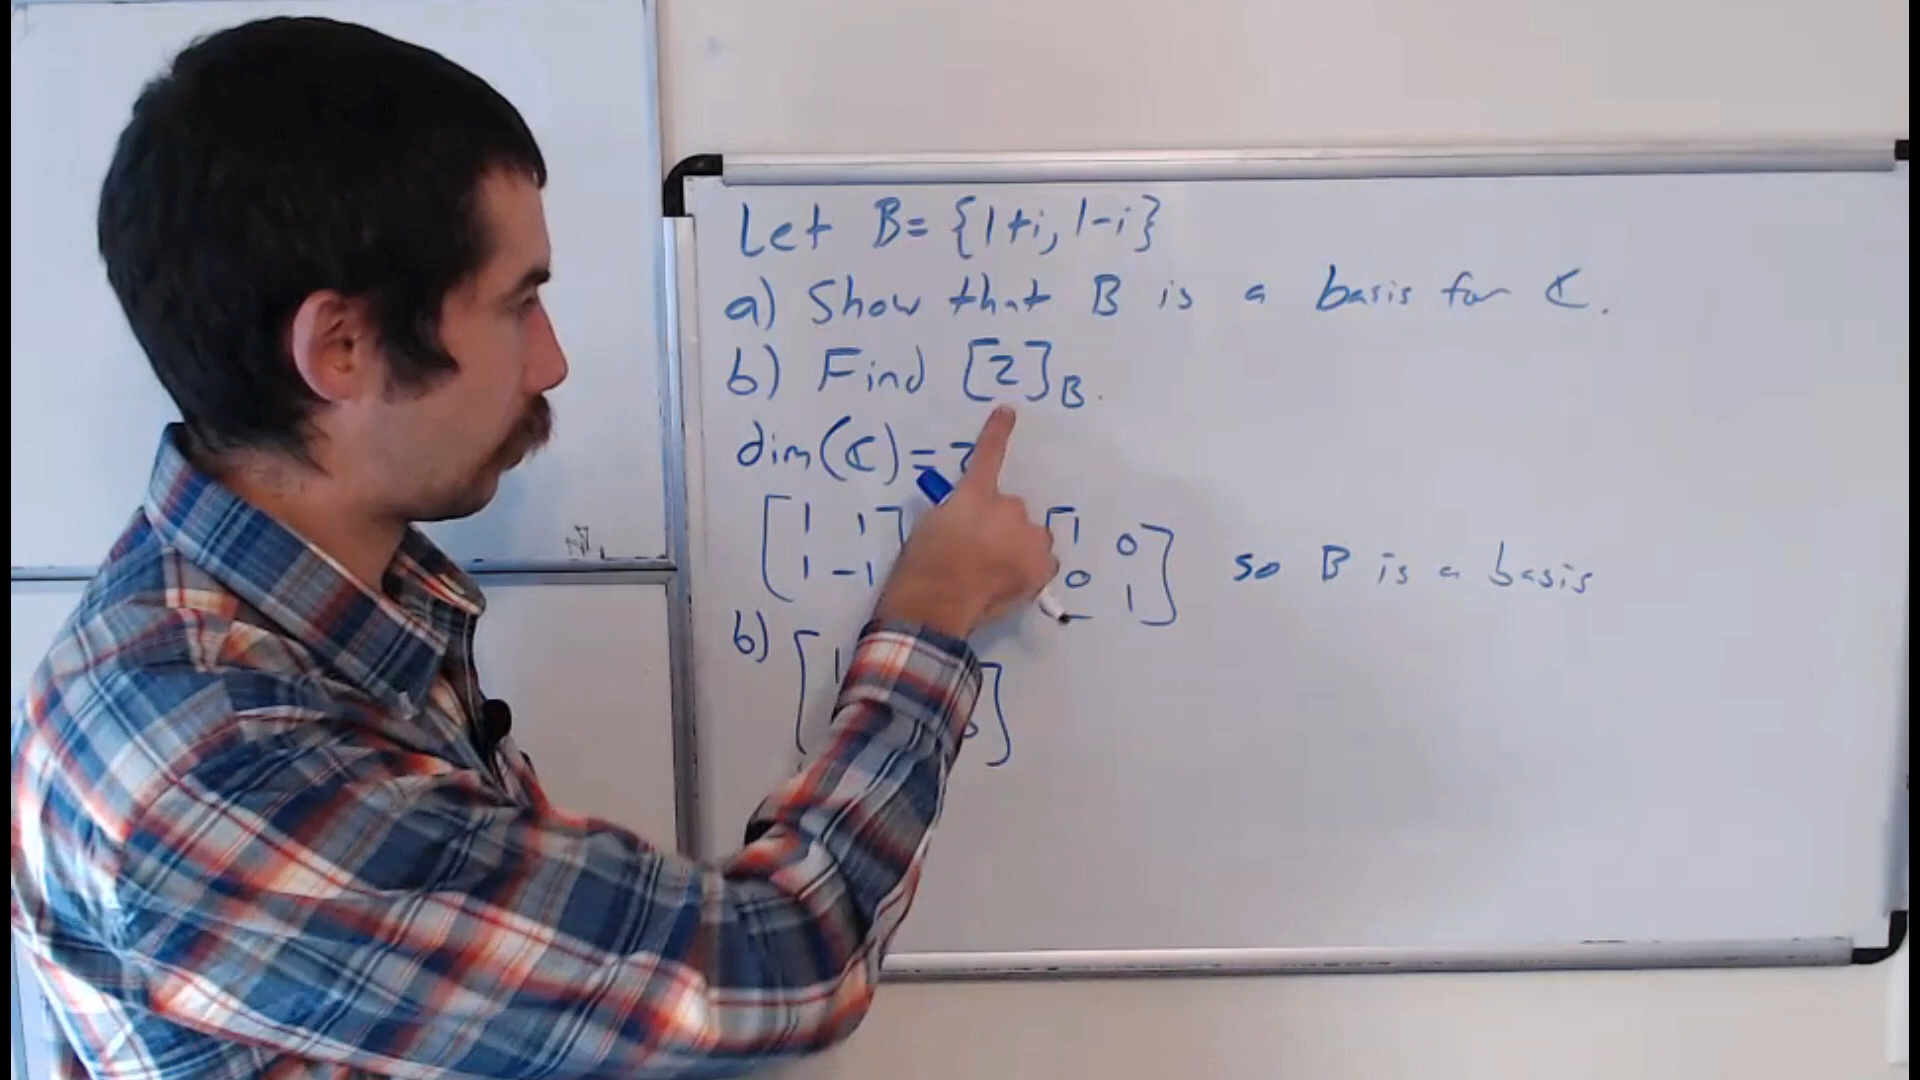 Let B= {1+i, 1-i}
a) Show that B is a basis for ℂ.
b) Find [2]_B.
dim(ℂ)=2
[1 1
1 -1] [1 0
0 1] so B is a basis
b) [1